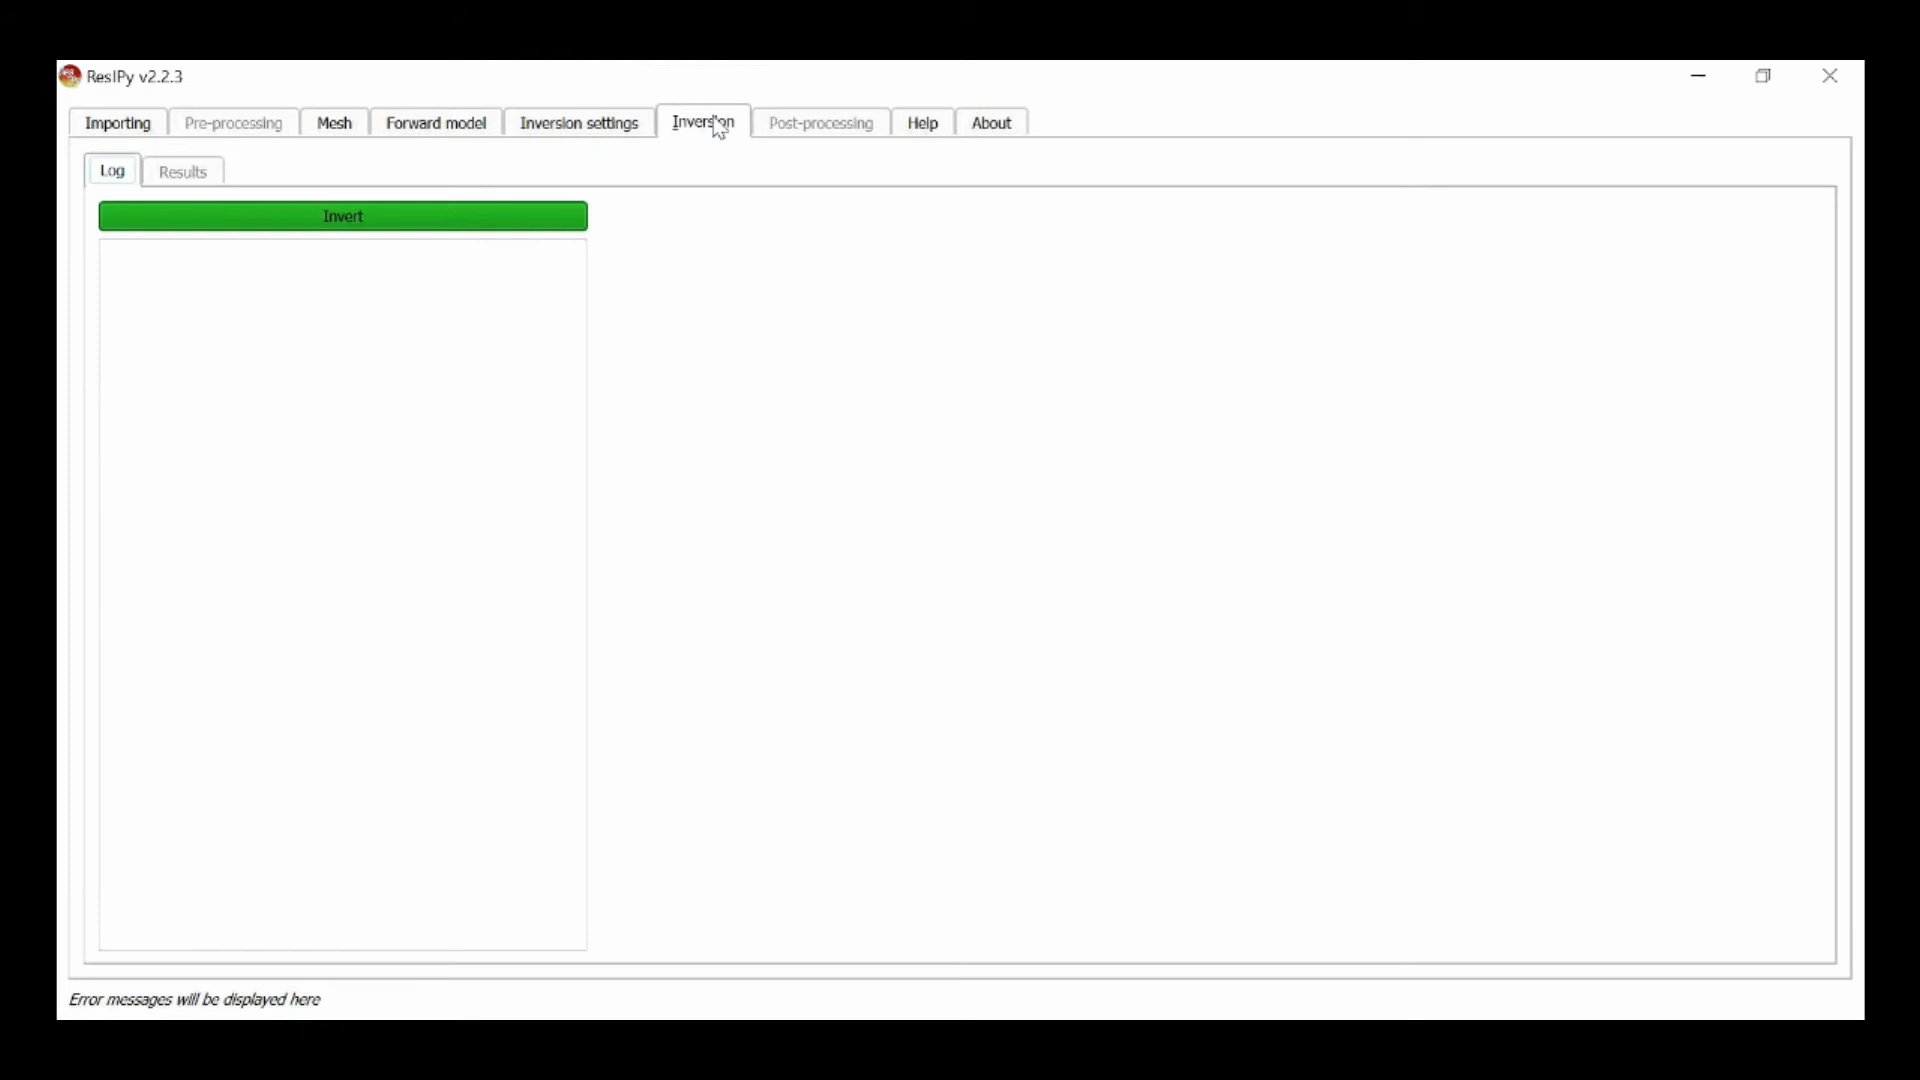 ResIPy v2.2.3
Importing Pre-processing Mesh Forward model Inversion settings Inversion Post-processing Help About
Log Results
Invert
Error messages will be displayed here